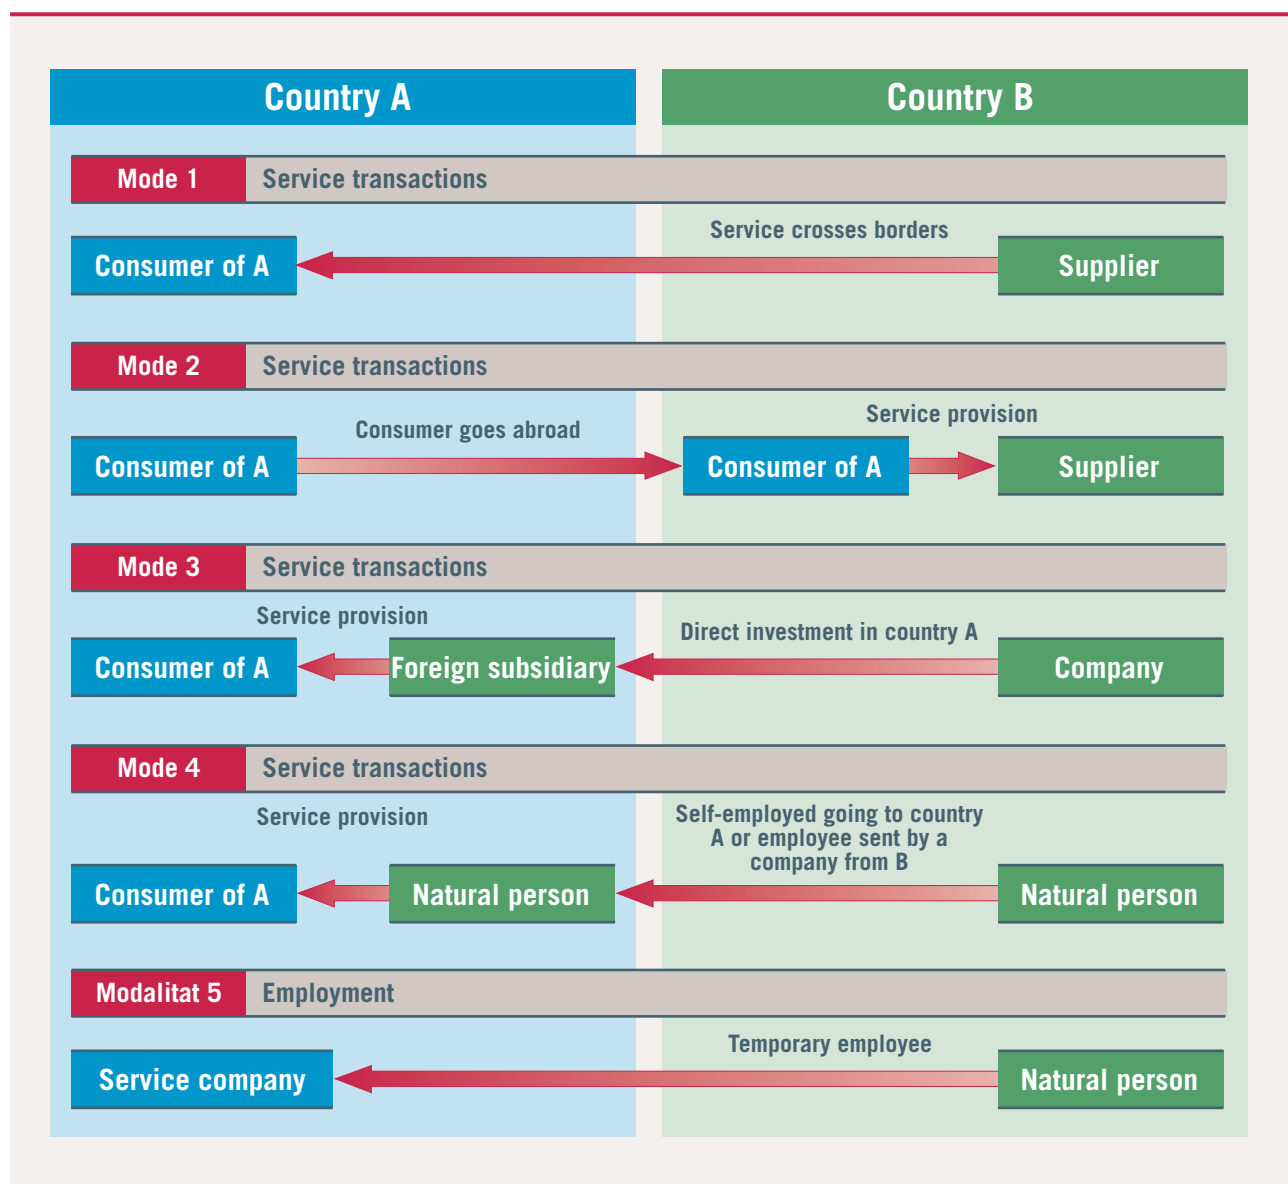 Country A
Country B
Mode 1
Service transactions
Service crosses borders
Consumer of A
Supplier
Mode 2
Service transactions
Consumer goes abroad
Service provision
Consumer of A
Consumer of A
Supplier
Mode 3
Service transactions
Service provision
Direct investment in country A
Consumer of A
Foreign subsidiary
Company
Mode 4
Service transactions
Service provision
Self-employed going to country
A or employee sent by a
company from B
Consumer of A
Natural person
Natural person
Modalitat 5
Employment
Temporary employee
Service company
Natural person